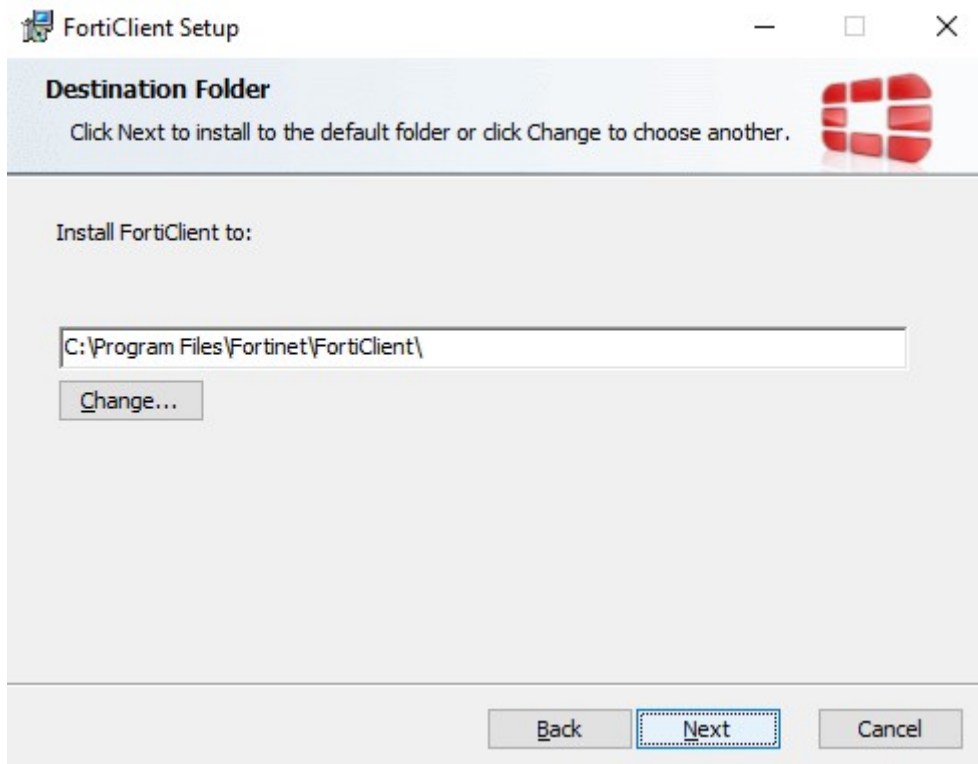 FortiClient Setup
Destination Folder
Click Next to install to the default folder or click Change to choose another.
Install FortiClient to:
C:\Program Files\Fortinet\FortiClient\
Change...
Back Next Cancel